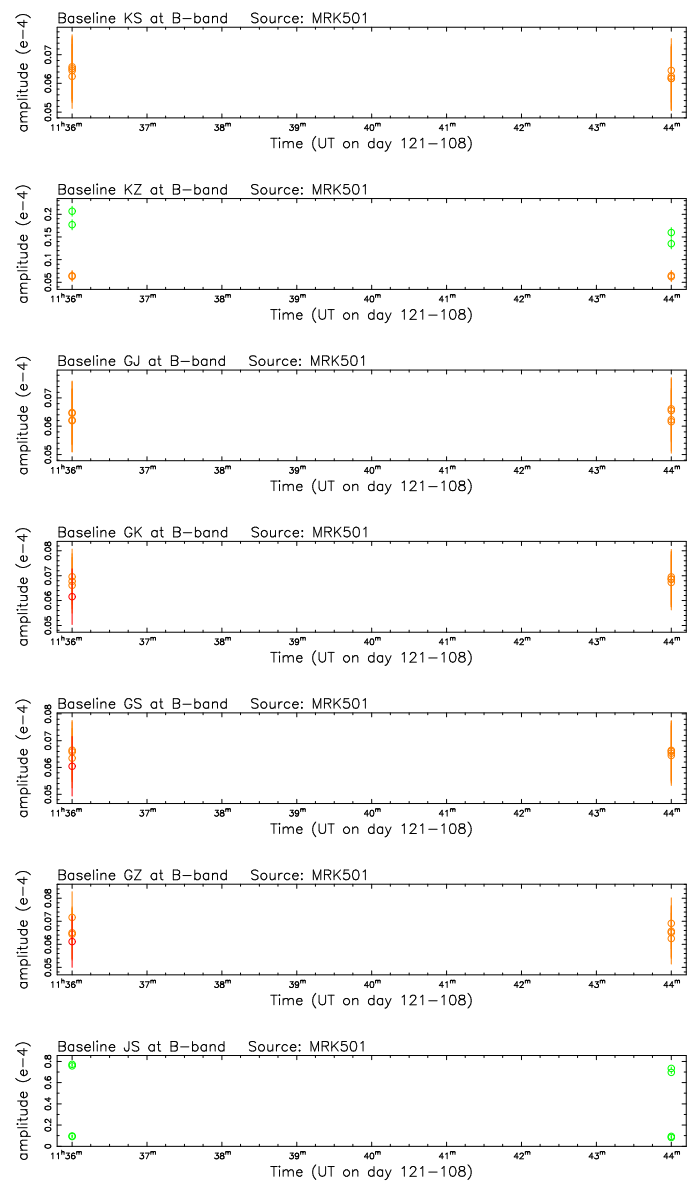 Baseline KS at B-band Source: MRK501
amplitude (e-4)
0.05 0.06 0.07
11h36m 37m 38m 39m 40m 41m 42m 43m 44m
Time (UT on day 121-108)
Baseline KZ at B-band Source: MRK501
amplitude (e-4)
0.05 0.1 0.15 0.2
11h36m 37m 38m 39m 40m 41m 42m 43m 44m
Time (UT on day 121-108)
Baseline GJ at B-band Source: MRK501
amplitude (e-4)
0.05 0.06 0.07
11h36m 37m 38m 39m 40m 41m 42m 43m 44m
Time (UT on day 121-108)
Baseline GK at B-band Source: MRK501
amplitude (e-4)
0.05 0.06 0.07 0.08
11h36m 37m 38m 39m 40m 41m 42m 43m 44m
Time (UT on day 121-108)
Baseline GS at B-band Source: MRK501
amplitude (e-4)
0.05 0.06 0.07 0.08
11h36m 37m 38m 39m 40m 41m 42m 43m 44m
Time (UT on day 121-108)
Baseline GZ at B-band Source: MRK501
amplitude (e-4)
0.05 0.06 0.07 0.08
11h36m 37m 38m 39m 40m 41m 42m 43m 44m
Time (UT on day 121-108)
Baseline JS at B-band Source: MRK501
amplitude (e-4)
0 0.2 0.4 0.6 0.8
11h36m 37m 38m 39m 40m 41m 42m 43m 44m
Time (UT on day 121-108)